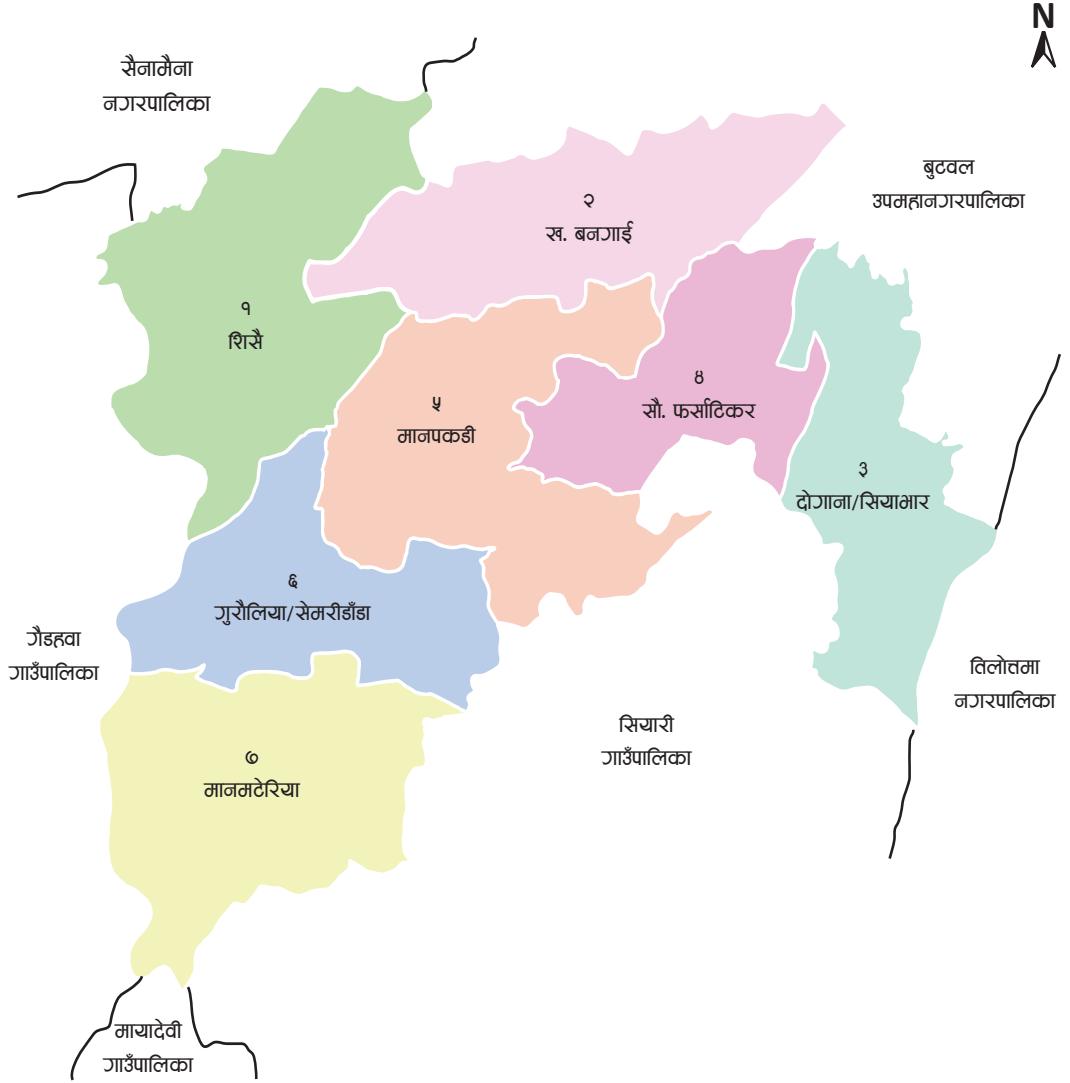 N
सैनामैना
नगरपालिका
बुटवल
उपमहानगरपालिका
२
ख. बनगाई
१
शिसै
४
सौ. फर्साटिकर
५
मानपकडी
३
दोगाना/सियाभार
६
गुरौलिया/सेमरीडाँडा
गैडहवा
गाउँपालिका
तिलोत्तमा
नगरपालिका
सियारी
गाउँपालिका
७
मानमटेरिया
मायादेवी
गाउँपालिका